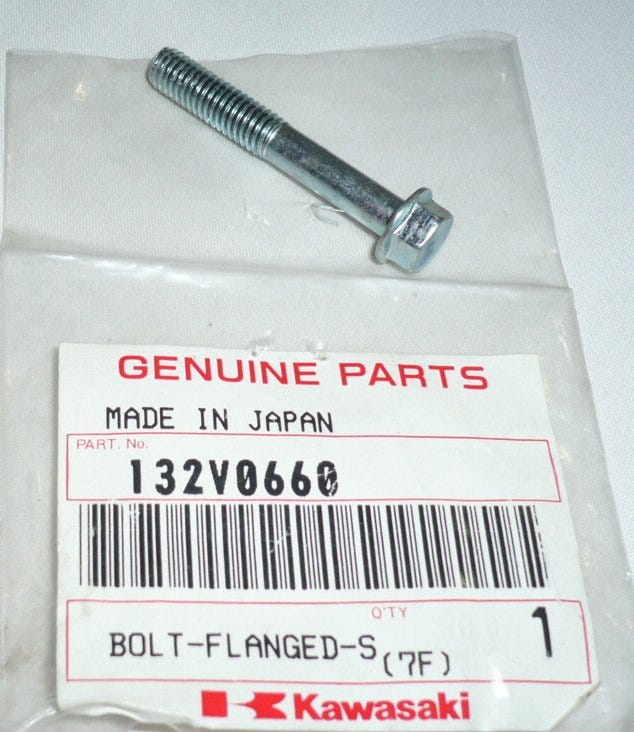 GENUINE PARTS
MADE IN JAPAN
PART. No.
132V0660
Q'TY
BOLT-FLANGED-S (7F) 1
Kawasaki